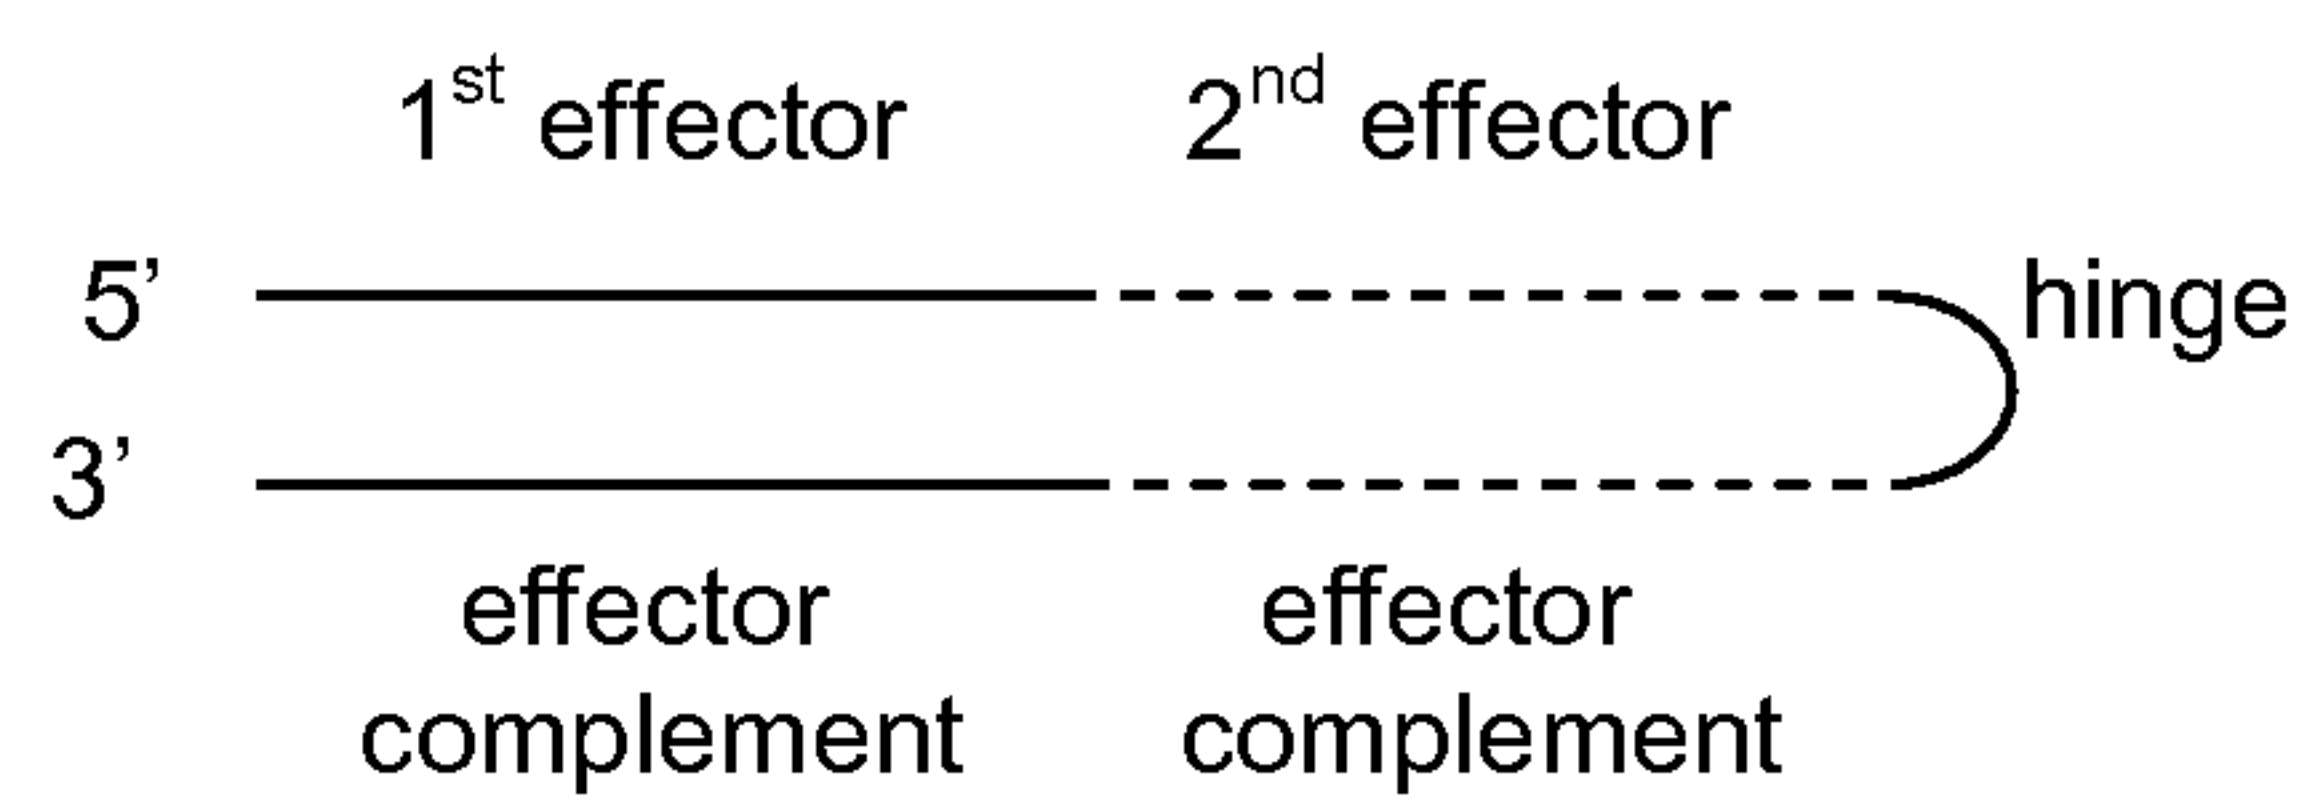 1st effector 2nd effector
5’ hinge
3’
effector complement
effector complement